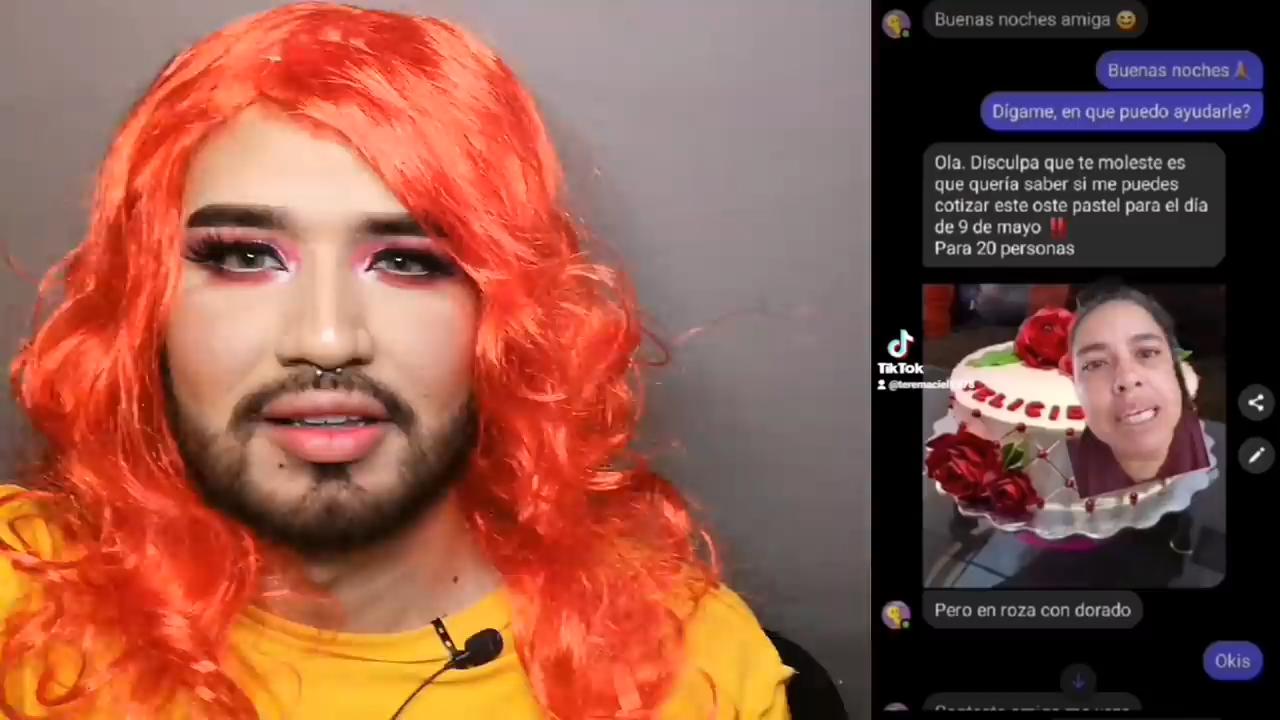 Buenas noches amiga 😄
Buenas noches🙏
Dígame, en que puedo ayudarle?
Ola. Disculpa que te moleste es
que quería saber si me puedes
cotizar este oste pastel para el día
de 9 de mayo ‼️
Para 20 personas
TikTok
Pero en roza con dorado
Okis